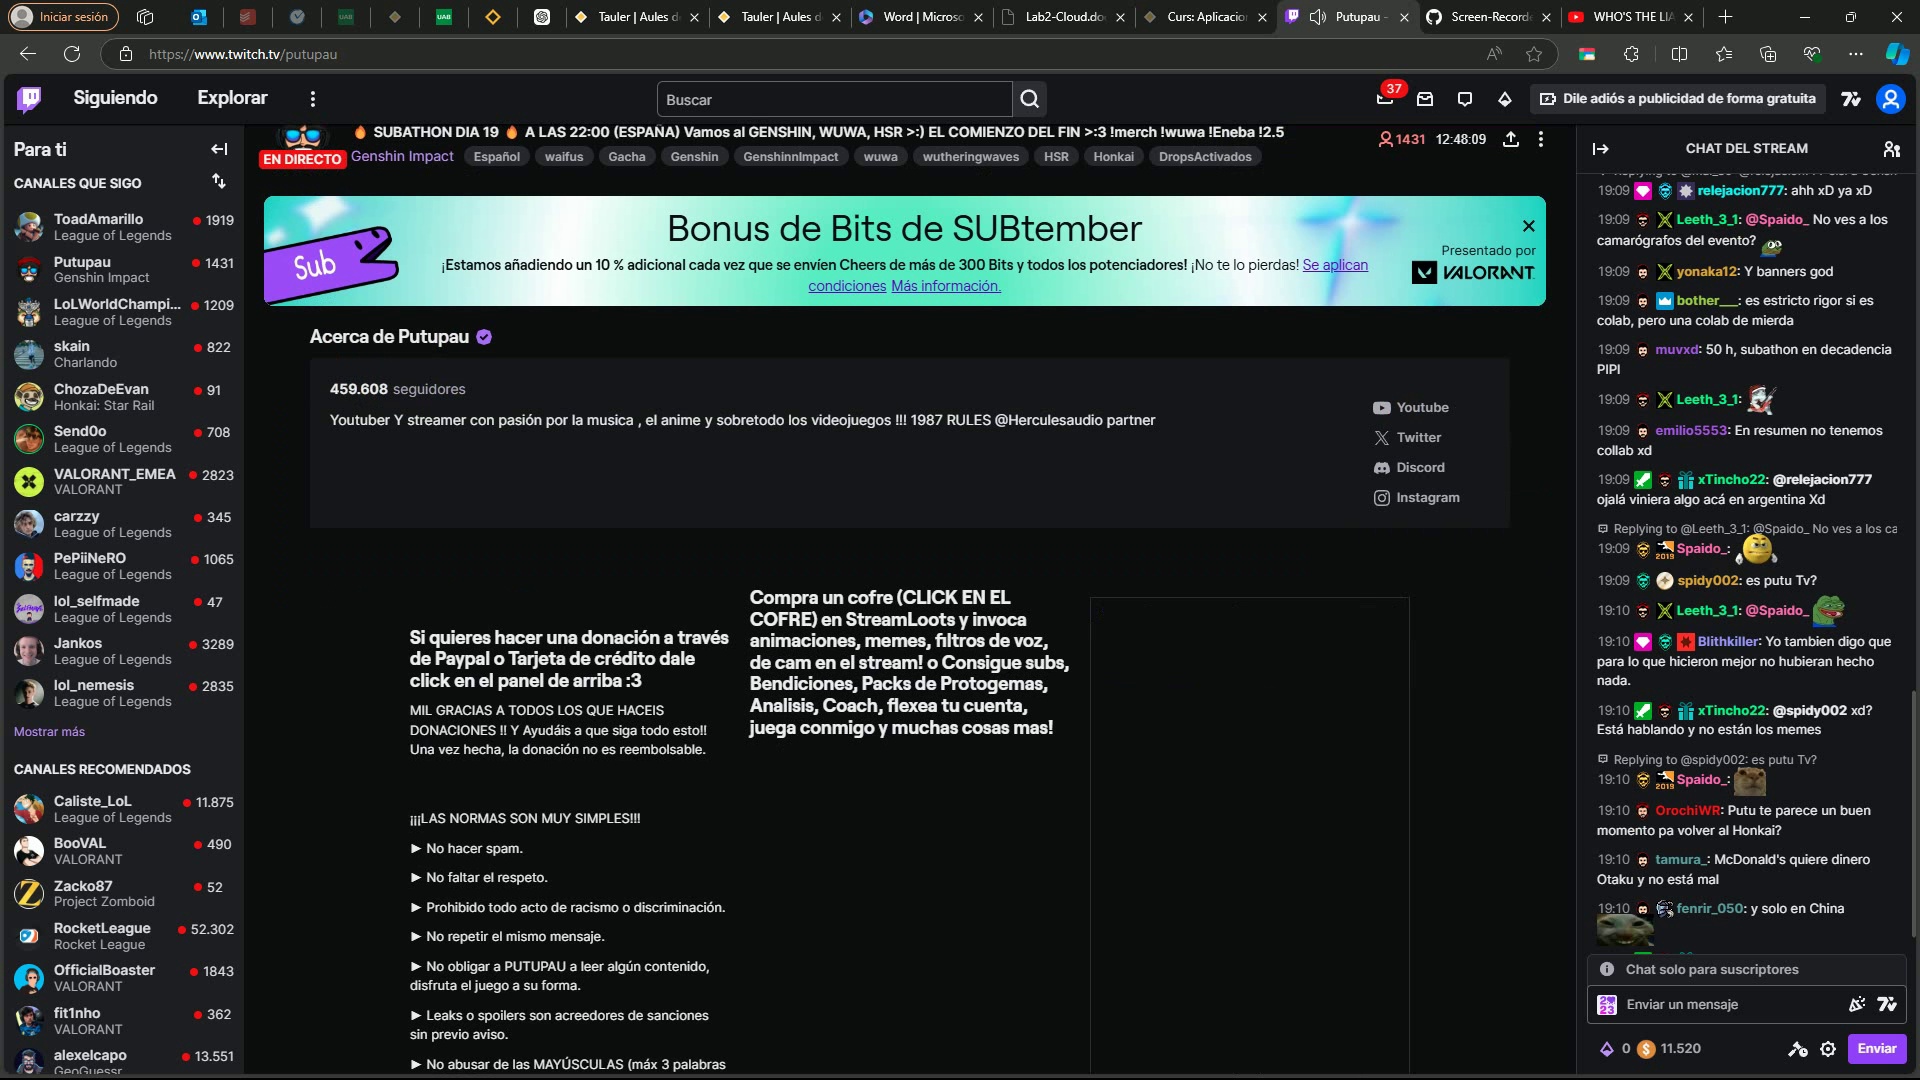 Iniciar sesión
UAB
UAB
Tauler | Aules d
Tauler | Aules d
Word | Microso
Lab2-Cloud.do
Curs: Aplicacio
Putupau -
Screen-Record
WHO'S THE LIA
https://www.twitch.tv/putupau
Siguiendo
Explorar
Buscar
37
Dile adiós a publicidad de forma gratuita
Para ti
CANALES QUE SIGO
ToadAmarillo
1919
League of Legends
Putupau
1431
Genshin Impact
LoLWorldChampi...
1209
League of Legends
skain
822
Charlando
ChozaDeEvan
91
Honkai: Star Rail
Send0o
708
League of Legends
VALORANT_EMEA
2823
VALORANT
carzzy
345
League of Legends
PePiiNeRO
1065
League of Legends
lol_selfmade
47
League of Legends
Jankos
3289
League of Legends
lol_nemesis
2835
League of Legends
Mostrar más
CANALES RECOMENDADOS
Caliste_LoL
11.875
League of Legends
BooVAL
490
VALORANT
Zacko87
52
Project Zomboid
RocketLeague
52.302
Rocket League
OfficialBoaster
1843
VALORANT
fit1nho
362
VALORANT
alexelcapo
13.551
GeoGuessr
SUBATHON DIA 19 🔥 A LAS 22:00 (ESPAÑA) Vamos al GENSHIN, WUWA, HSR >:) EL COMIENZO DEL FIN >:3 !merch !wuwa !Eneba !2.5
1431 12:48:09
EN DIRECTO
Genshin Impact
Español waifus Gacha Genshin GenshinnImpact wuwa wutheringwaves HSR Honkai DropsActivados
Sub
Bonus de Bits de SUBtember
¡Estamos añadiendo un 10 % adicional cada vez que se envíen Cheers de más de 300 Bits y todos los potenciadores! ¡No te lo pierdas! Se aplican
condiciones Más información.
Presentado por
VALORANT
Acerca de Putupau
459.608 seguidores
Youtuber Y streamer con pasión por la musica , el anime y sobretodo los videojuegos !!! 1987 RULES @Herculesaudio partner
Youtube
Twitter
Discord
Instagram
Si quieres hacer una donación a través
de Paypal o Tarjeta de crédito dale
click en el panel de arriba :3
MIL GRACIAS A TODOS LOS QUE HACEIS
DONACIONES !! Y Ayudáis a que siga todo esto!!
Una vez hecha, la donación no es reembolsable.
¡¡¡LAS NORMAS SON MUY SIMPLES!!!
► No hacer spam.
► No faltar el respeto.
► Prohibido todo acto de racismo o discriminación.
► No repetir el mismo mensaje.
► No obligar a PUTUPAU a leer algún contenido,
disfruta el juego a su forma.
► Leaks o spoilers son acreedores de sanciones
sin previo aviso.
► No abusar de las MAYÚSCULAS (máx 3 palabras
Compra un cofre (CLICK EN EL
COFRE) en StreamLoots y invoca
animaciones, memes, filtros de voz,
de cam en el stream! o Consigue subs,
Bendiciones, Packs de Protogemas,
Analisis, Coach, flexea tu cuenta,
juega conmigo y muchas cosas mas!
CHAT DEL STREAM
19:09 relejacion777: ahh xD ya xD
19:09 Leeth_3_1: @Spaido_ No ves a los
camarógrafos del evento?
19:09 yonaka12: Y banners god
19:09 bother___: es estricto rigor si es
colab, pero una colab de mierda
19:09 muvxd: 50 h, subathon en decadencia
PIPI
19:09 Leeth_3_1:
19:09 emilio5553: En resumen no tenemos
collab xd
19:09 xTincho22: @relejacion777
ojalá viniera algo acá en argentina Xd
Replying to @Leeth_3_1: @Spaido_ No ves a los ca
19:09 2019 Spaido_:
19:09 spidy002: es putu Tv?
19:10 Leeth_3_1: @Spaido_
19:10 Blithkiller: Yo tambien digo que
para lo que hicieron mejor no hubieran hecho
nada.
19:10 xTincho22: @spidy002 xd?
Está hablando y no están los memes
Replying to @spidy002: es putu Tv?
19:10 2019 Spaido_:
19:10 OrochiWR: Putu te parece un buen
momento pa volver al Honkai?
19:10 tamura_: McDonald's quiere dinero
Otaku y no está mal
19:10 fenrir_050: y solo en China
Chat solo para suscriptores
Enviar un mensaje
0 11.520
Enviar